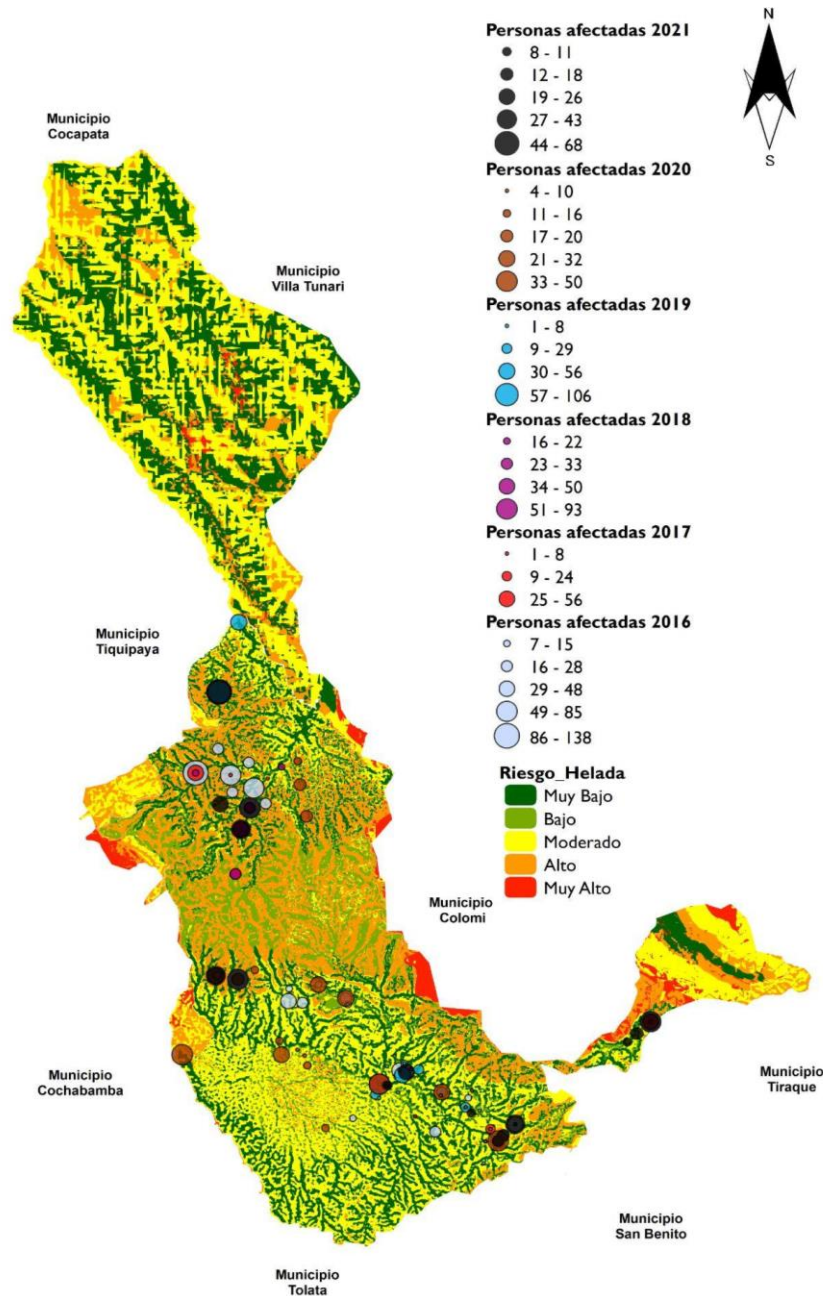 N
S
Personas afectadas 2021
8 - 11
12 - 18
19 - 26
27 - 43
44 - 68
Personas afectadas 2020
4 - 10
11 - 16
17 - 20
21 - 32
33 - 50
Personas afectadas 2019
1 - 8
9 - 29
30 - 56
57 - 106
Personas afectadas 2018
16 - 22
23 - 33
34 - 50
51 - 93
Personas afectadas 2017
1 - 8
9 - 24
25 - 56
Personas afectadas 2016
7 - 15
16 - 28
29 - 48
49 - 85
86 - 138
Riesgo_Helada
Muy Bajo
Bajo
Moderado
Alto
Muy Alto
Municipio
Cocapata
Municipio
Villa Tunari
Municipio
Tiquipaya
Municipio
Colomi
Municipio
Cochabamba
Municipio
Tiraque
Municipio
San Benito
Municipio
Tolata